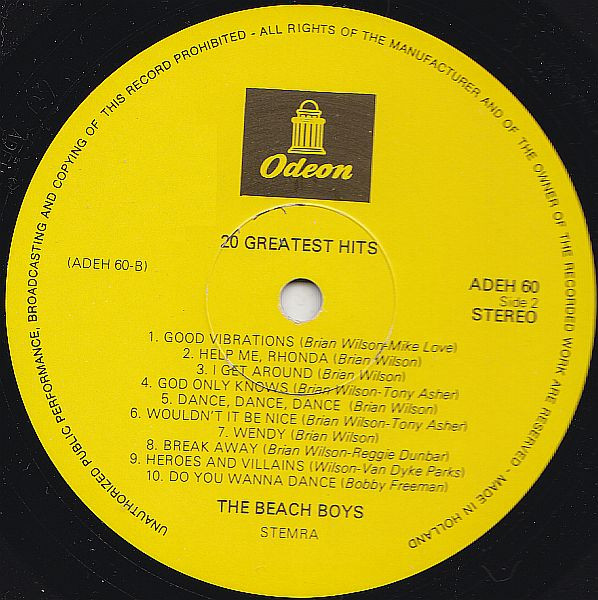 UNAUTHORIZED PUBLIC PERFORMANCE, BROADCASTING AND COPYING OF THIS RECORD PROHIBITED - ALL RIGHTS OF THE MANUFACTURER AND OF THE OWNER OF THE RECORDED WORK ARE RESERVED - MADE IN HOLLAND
Odeon
20 GREATEST HITS
(ADEH 60-B)
ADEH 60
Side 2
STEREO
1. GOOD VIBRATIONS (Brian Wilson-Mike Love)
2. HELP ME, RHONDA (Brian Wilson)
3. I GET AROUND (Brian Wilson)
4. GOD ONLY KNOWS (Brian Wilson-Tony Asher)
5. DANCE, DANCE, DANCE (Brian Wilson)
6. WOULDN'T IT BE NICE (Brian Wilson-Tony Asher)
7. WENDY (Brian Wilson)
8. BREAK AWAY (Brian Wilson-Reggie Dunbar)
9. HEROES AND VILLAINS (Wilson-Van Dyke Parks)
10. DO YOU WANNA DANCE (Bobby Freeman)
THE BEACH BOYS
STEMRA